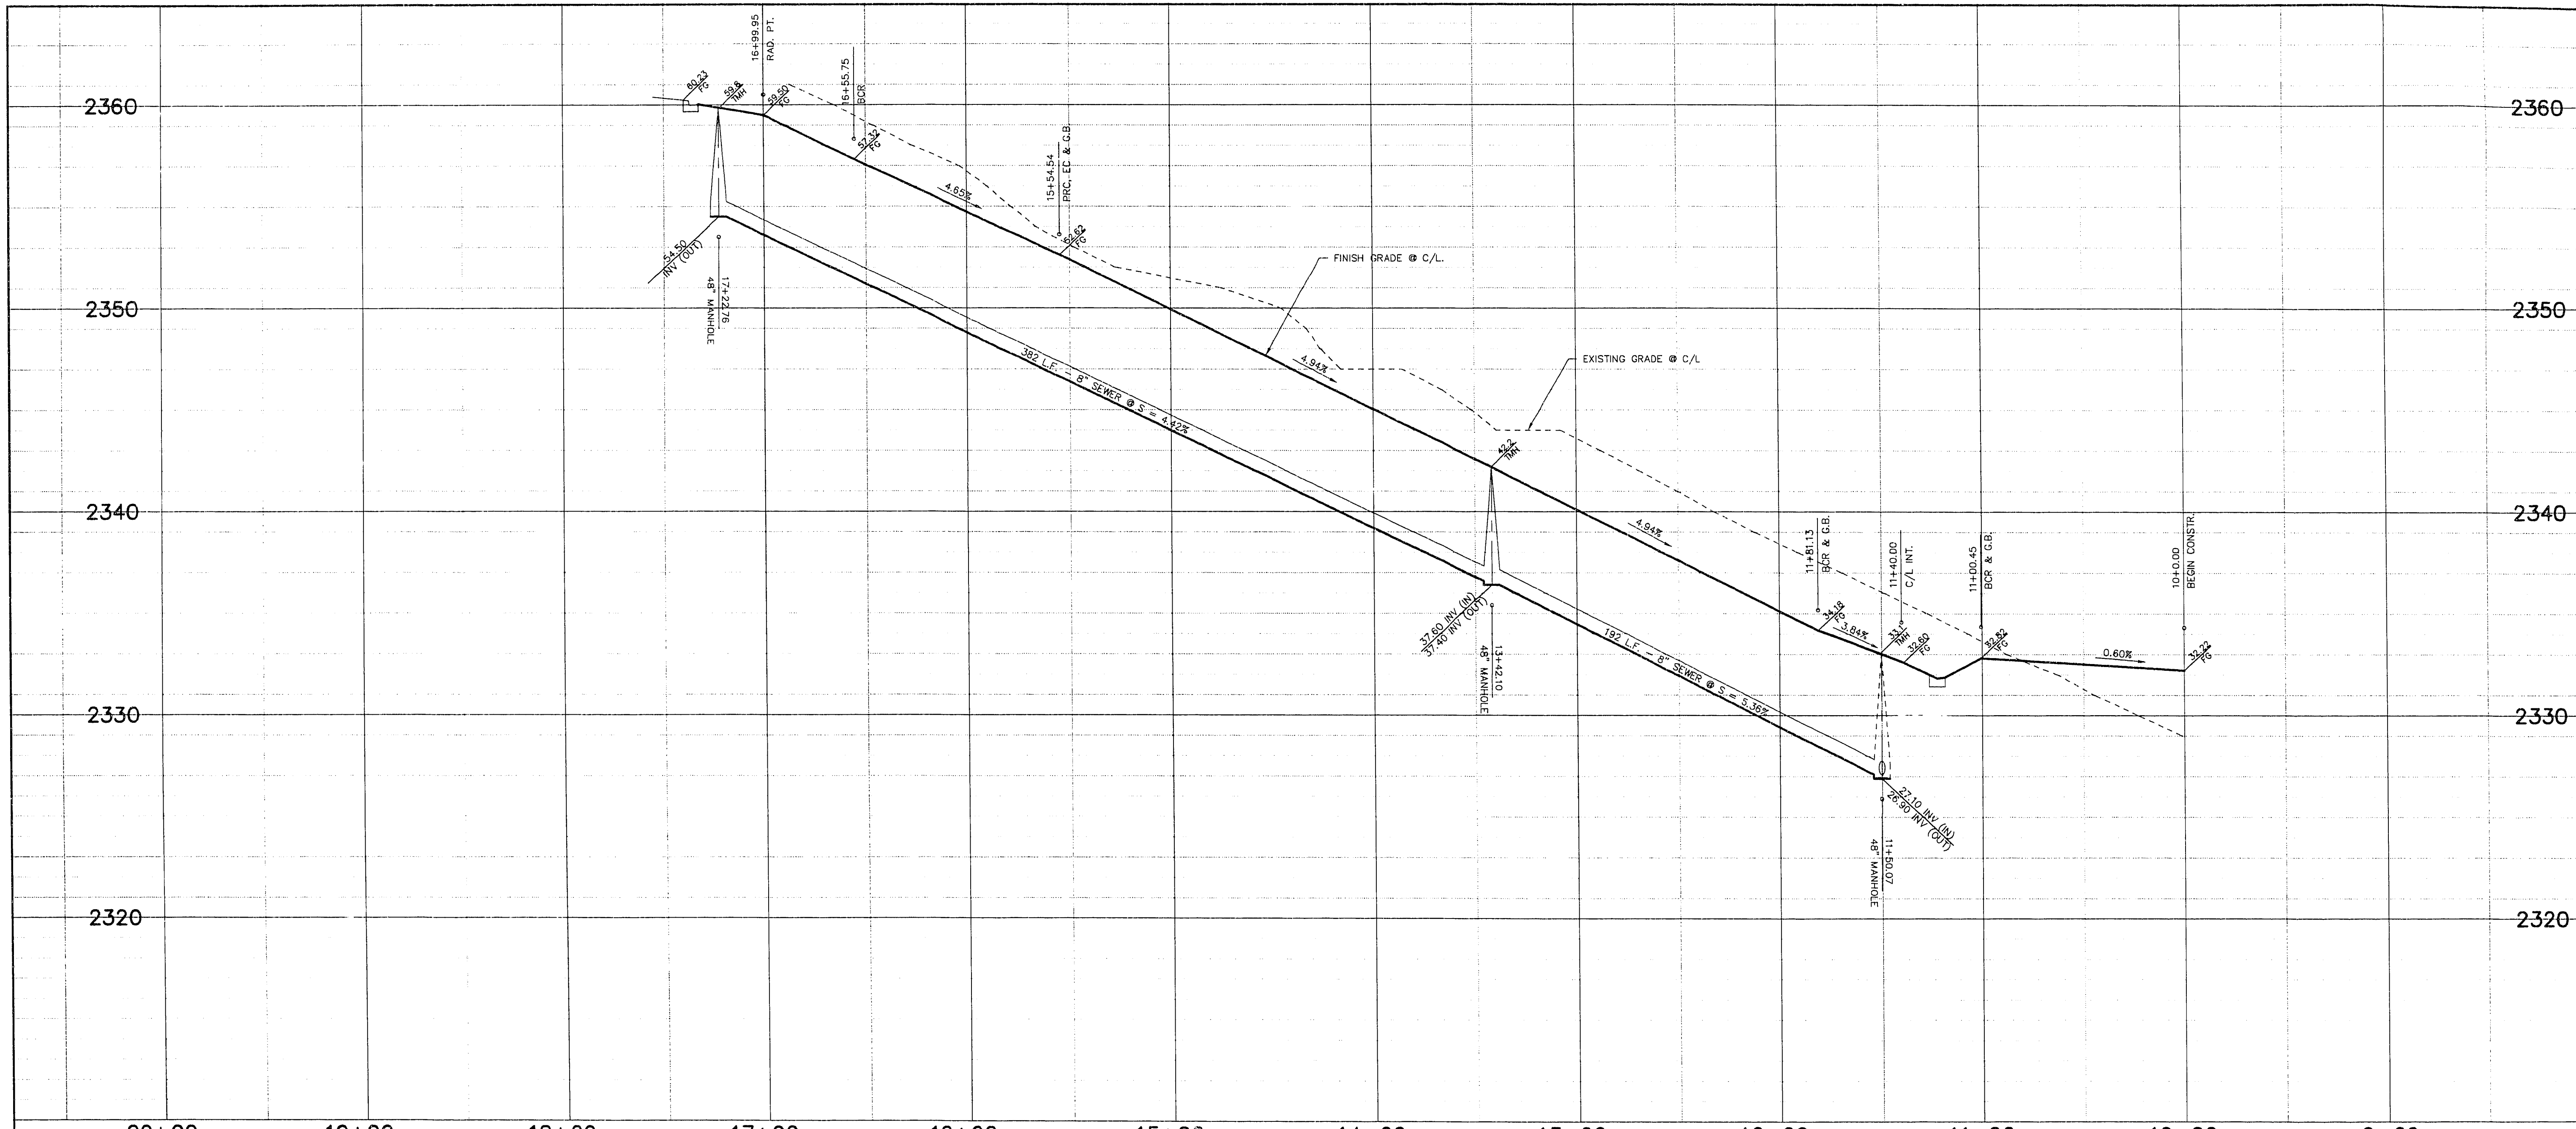 2360
2350
2340
2330
2320
60.23
FG
59.8
TMH
16+99.95
RAD. PT.
59.50
FG
16+55.75
BCR
57.32
FG
4.65%
15+54.54
PRC, EC & G.B.
52.62
FG
FINISH GRADE @ C/L.
4.94%
EXISTING GRADE @ C/L
54.50
INV (OUT)
17+22.76
48" MANHOLE
382 L.F. - 8" SEWER @ S = 4.42%
42.2
TMH
4.94%
37.60 INV (IN)
37.40 INV (OUT)
13+42.10
48" MANHOLE
192 L.F. - 8" SEWER @ S = 5.36%
11+81.13
BCR & G.B.
34.18
FG
3.84%
11+40.00
C/L INT.
33.1
TMH
32.60
FG
11+00.45
BCR & G.B.
32.82
FG
0.60%
10+0.00
BEGIN CONSTR.
32.22
FG
27.10 INV (IN)
26.90 INV (OUT)
11+50.07
48" MANHOLE
2360
2350
2340
2330
2320